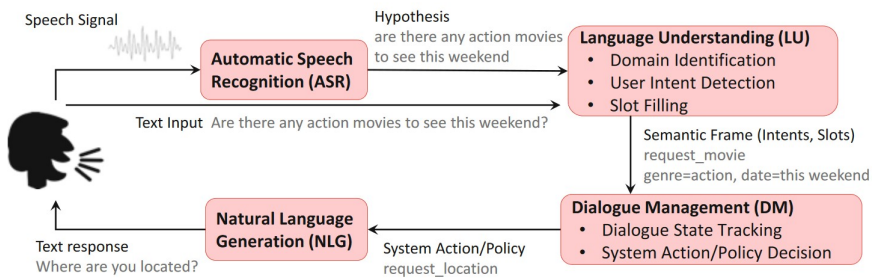 Speech Signal
Automatic Speech
Recognition (ASR)
Hypothesis
are there any action movies
to see this weekend
Language Understanding (LU)
• Domain Identification
• User Intent Detection
• Slot Filling
Text Input Are there any action movies to see this weekend?
Semantic Frame (Intents, Slots)
request_movie
genre=action, date=this weekend
Dialogue Management (DM)
• Dialogue State Tracking
• System Action/Policy Decision
System Action/Policy
request_location
Natural Language
Generation (NLG)
Text response
Where are you located?